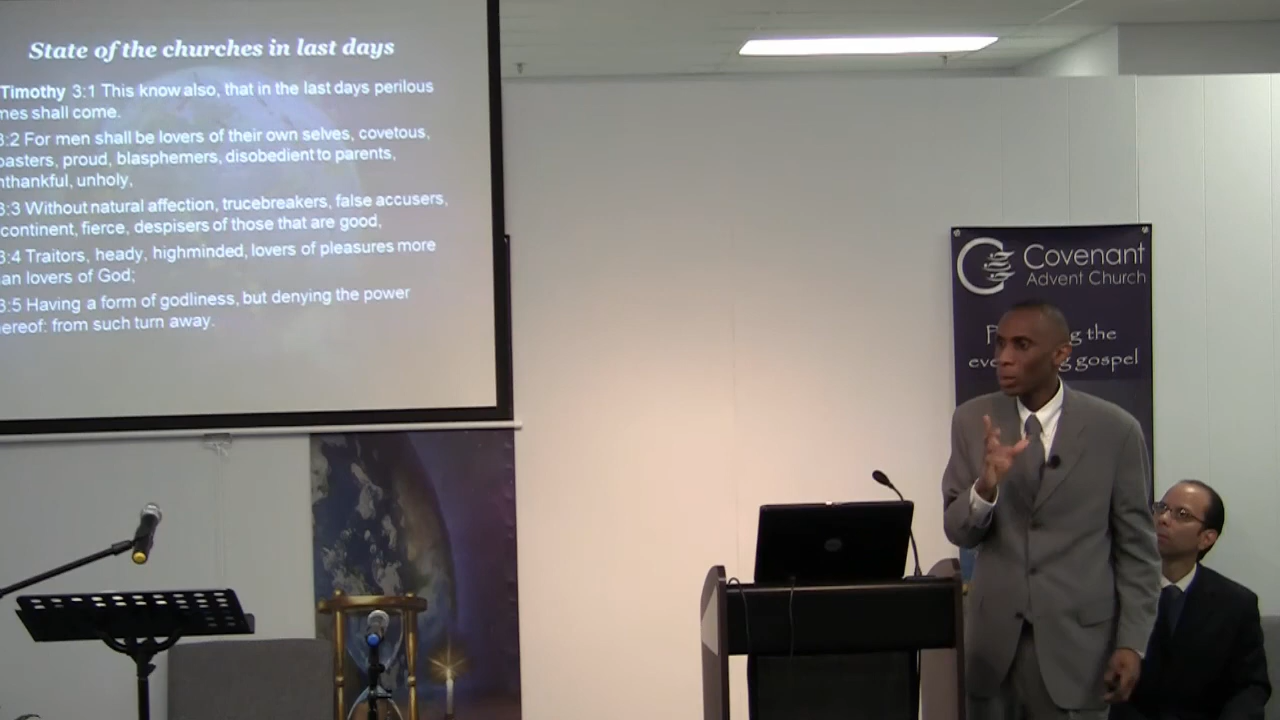 State of the churches in last days
Timothy 3:1 This know also, that in the last days perilous
mes shall come.
3:2 For men shall be lovers of their own selves, covetous,
oasters, proud, blasphemers, disobedient to parents,
nthankful, unholy,
3:3 Without natural affection, trucebreakers, false accusers,
continent, fierce, despisers of those that are good,
3:4 Traitors, heady, highminded, lovers of pleasures more
an lovers of God;
3:5 Having a form of godliness, but denying the power
ereof: from such turn away.
Covenant
Advent Church
g the
gospel